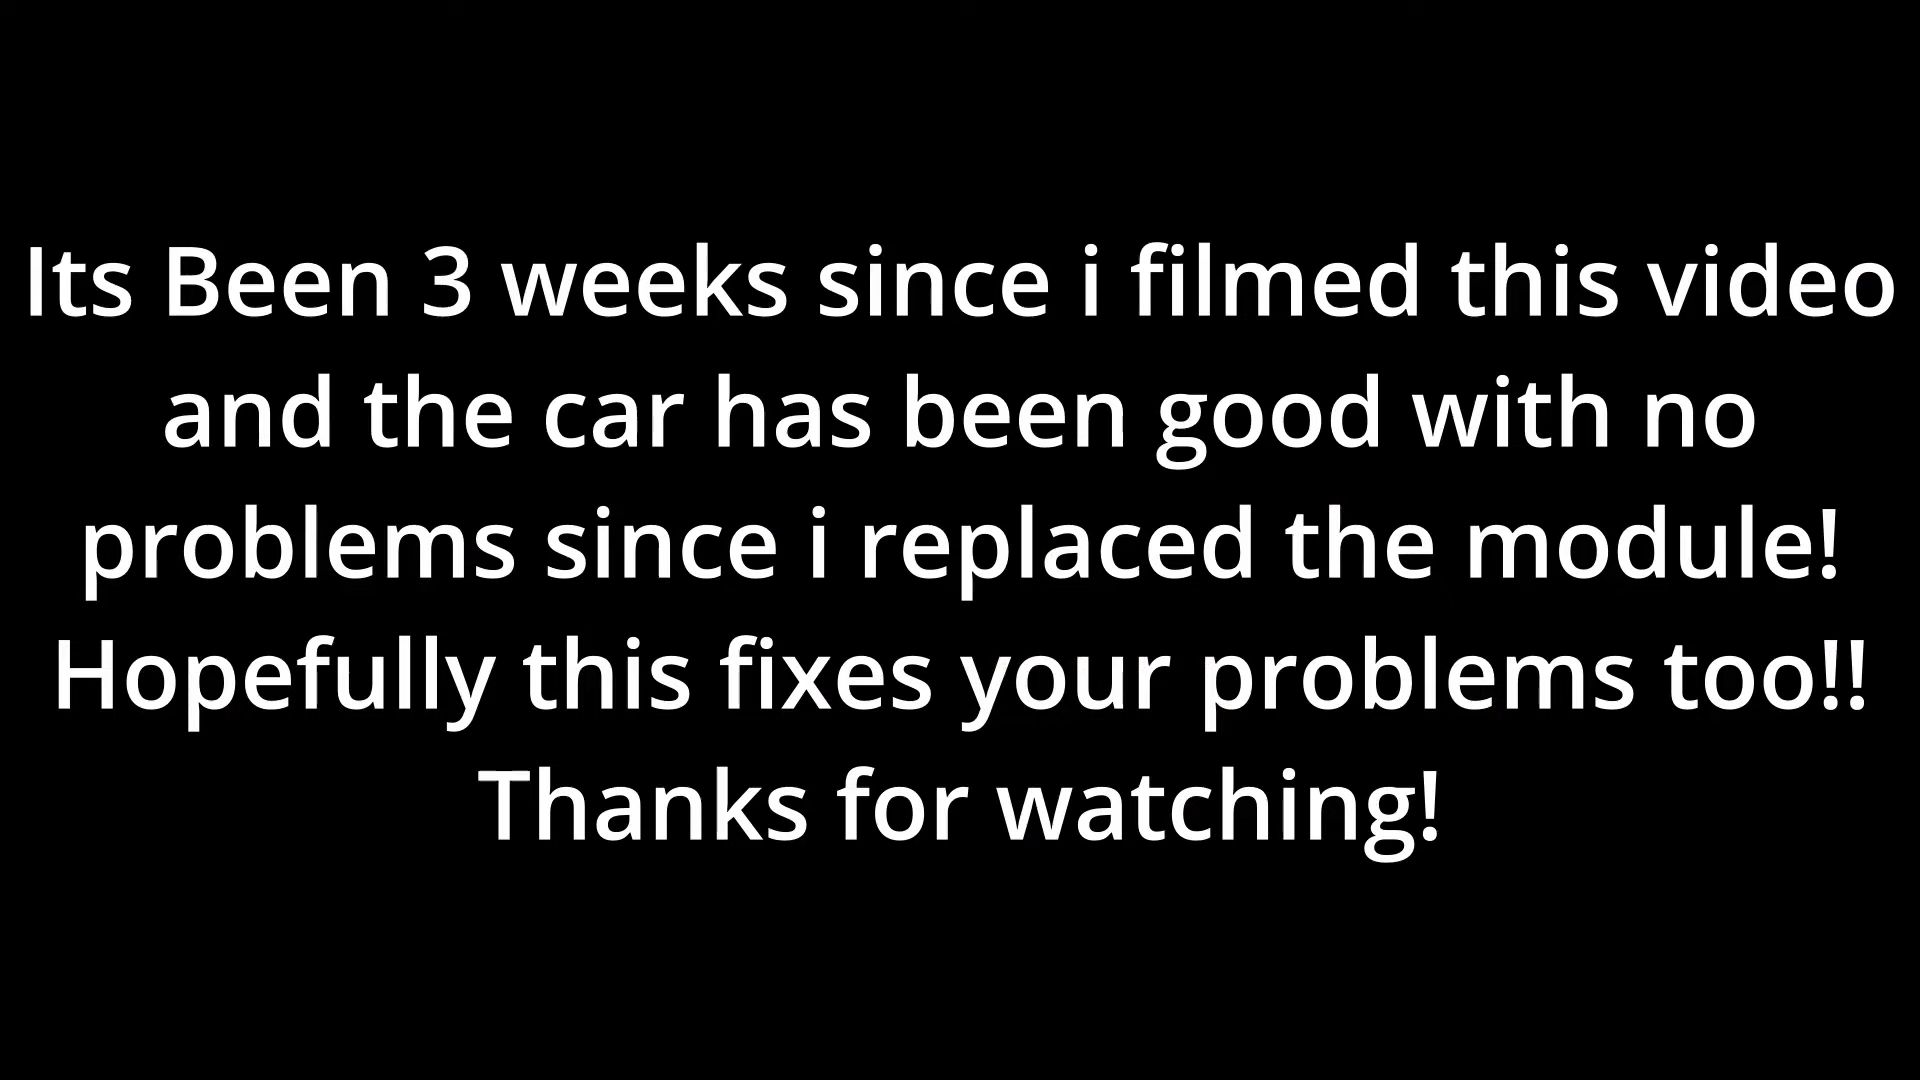 Its Been 3 weeks since i filmed this video
and the car has been good with no
problems since i replaced the module!
Hopefully this fixes your problems too!!
Thanks for watching!